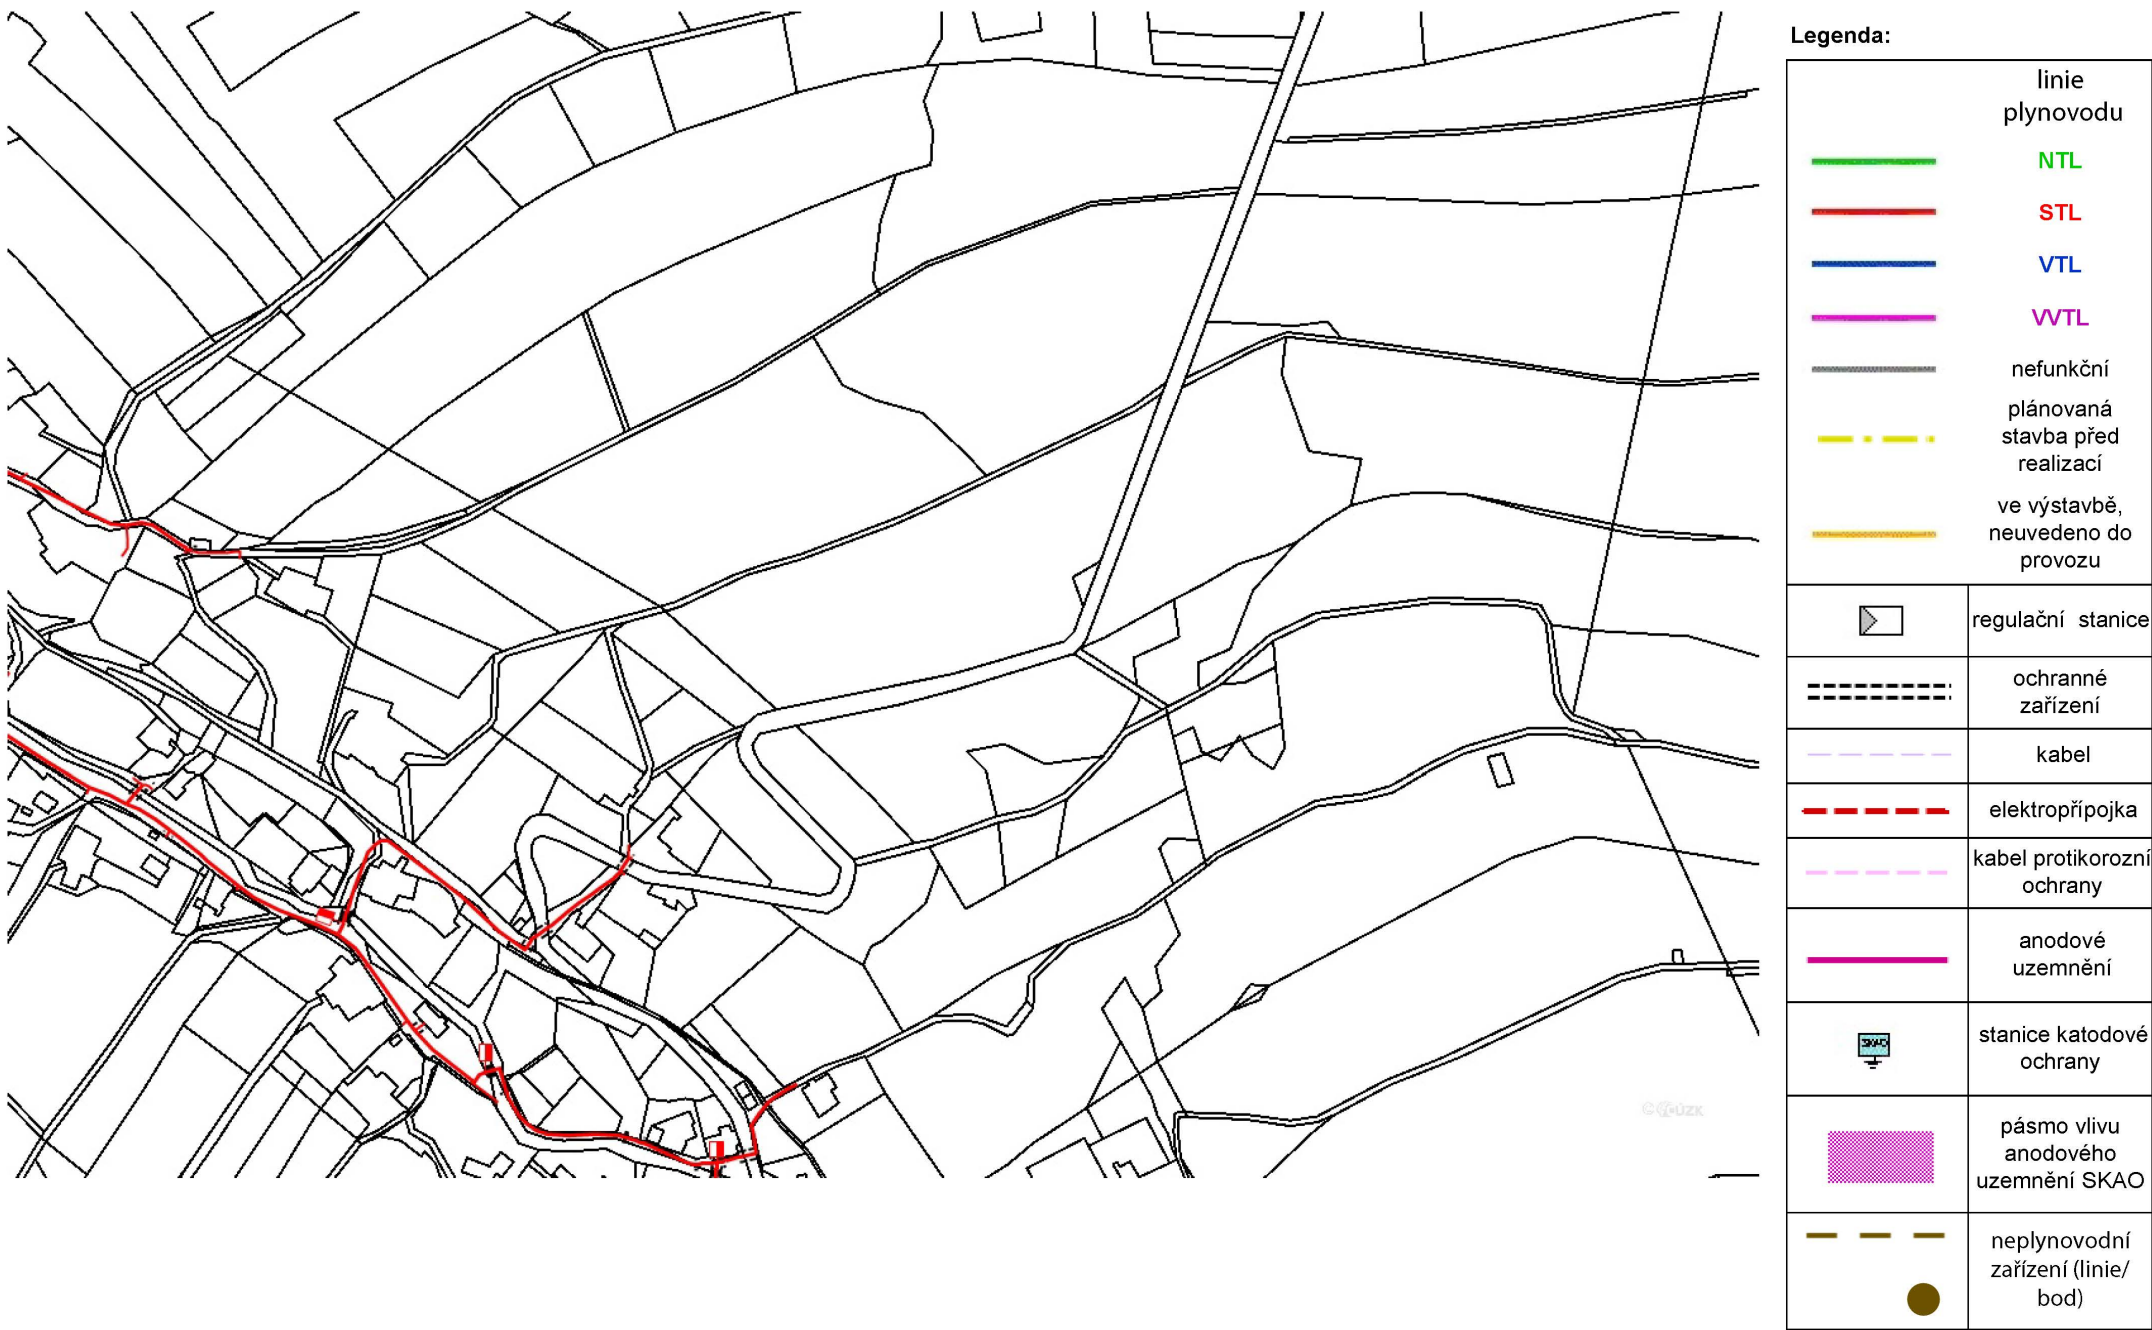 Legenda:
linie
plynovodu
NTL
STL
VTL
VVTL
nefunkční
plánovaná
stavba před
realizací
ve výstavbě,
neuvedeno do
provozu
regulační stanice
ochranné
zařízení
kabel
elektropřípojka
kabel protikorozní
ochrany
anodové
uzemnění
SKAO
stanice katodové
ochrany
pásmo vlivu
anodového
uzemnění SKAO
neplynovodní
zařízení (linie/
bod)